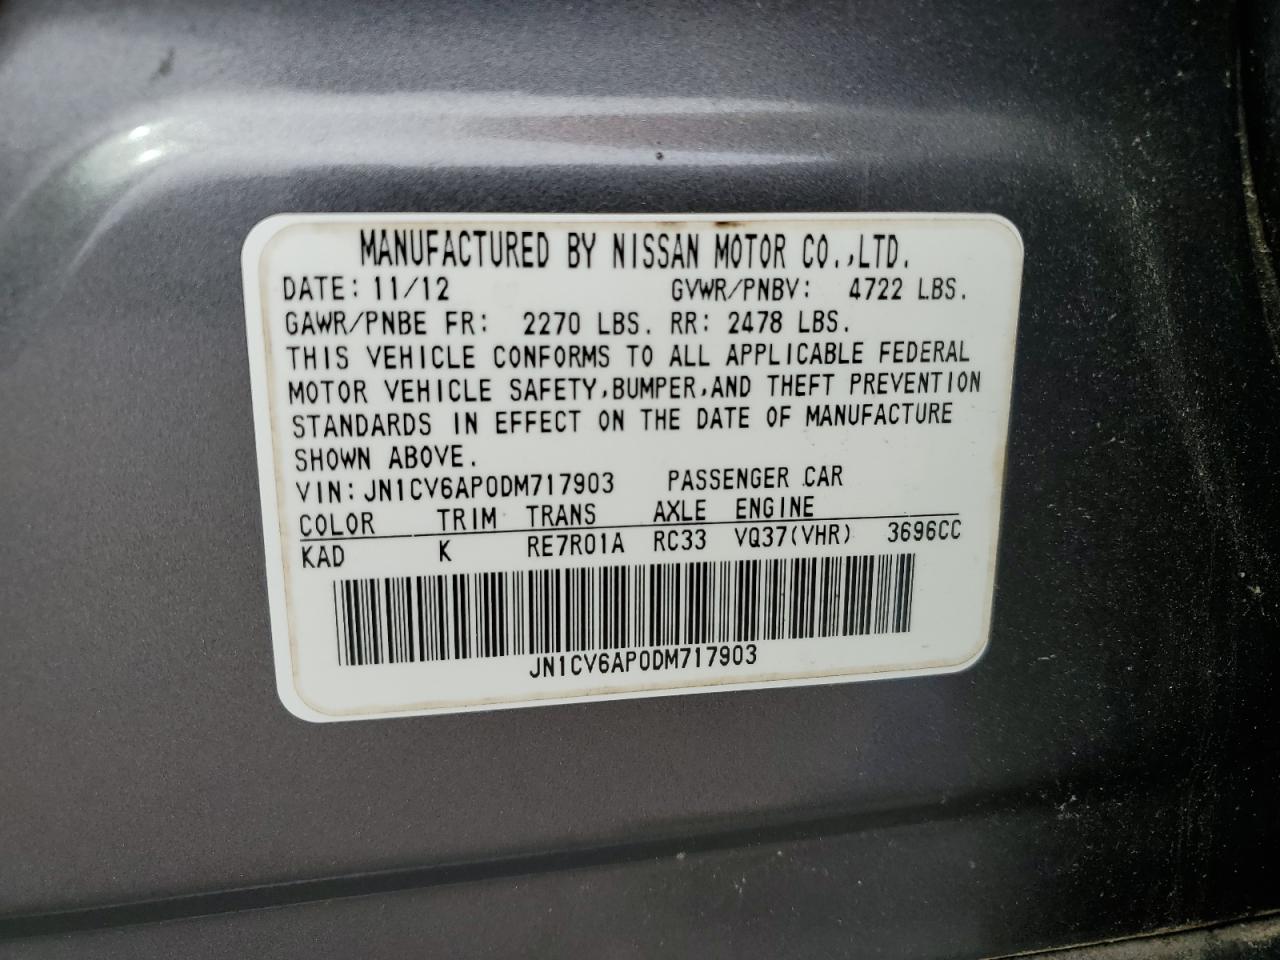 MANUFACTURED BY NISSAN MOTOR CO.,LTD.
DATE: 11/12 GVWR/PNBV: 4722 LBS.
GAWR/PNBE FR: 2270 LBS. RR: 2478 LBS.
THIS VEHICLE CONFORMS TO ALL APPLICABLE FEDERAL
MOTOR VEHICLE SAFETY,BUMPER,AND THEFT PREVENTION
STANDARDS IN EFFECT ON THE DATE OF MANUFACTURE
SHOWN ABOVE.
VIN: JN1CV6AP0DM717903 PASSENGER CAR
COLOR TRIM TRANS AXLE ENGINE
KAD K RE7R01A RC33 VQ37(VHR) 3696CC
JN1CV6AP0DM717903